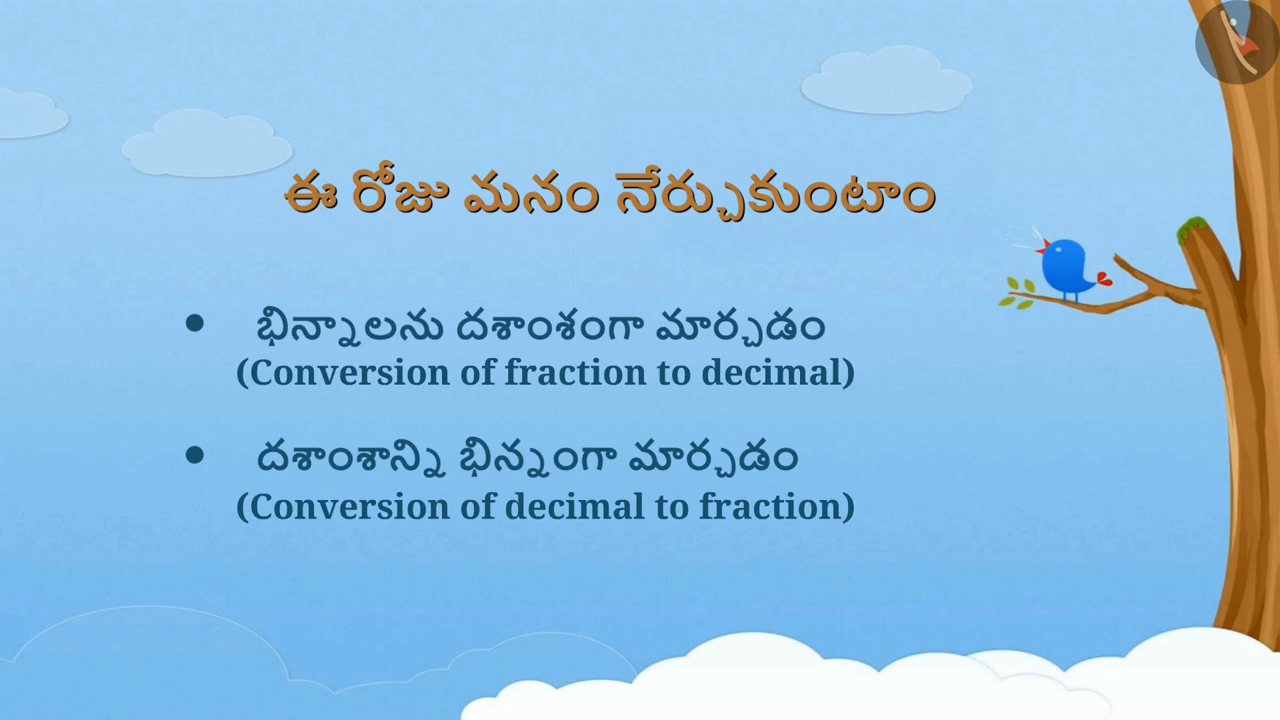 ఈ రోజు మనం నేర్చుకుంటాం
• భిన్నాలను దశాంశంగా మార్చడం
(Conversion of fraction to decimal)
• దశాంశాన్ని భిన్నంగా మార్చడం
(Conversion of decimal to fraction)